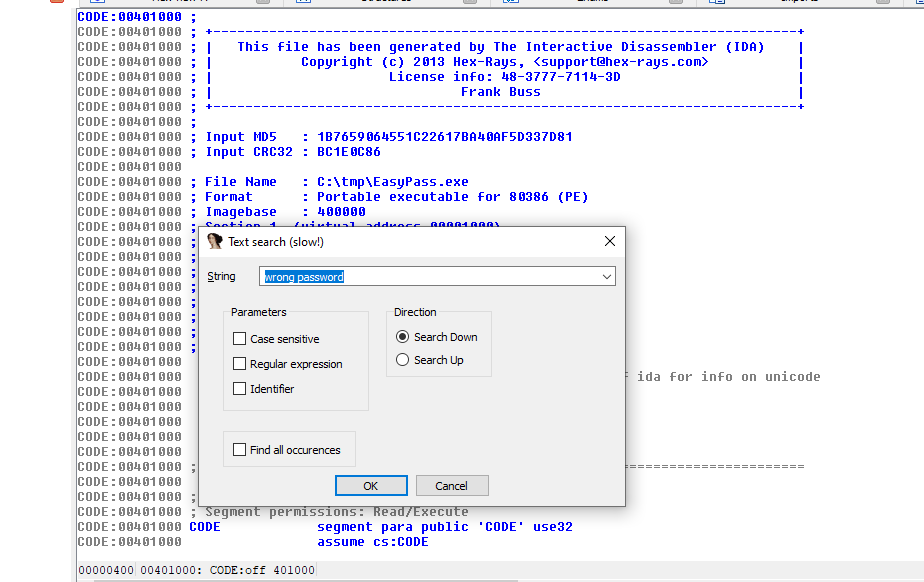 Structures
CODE:00401000 ;
CODE:00401000 ; +-------------------------------------------------------------------------+
CODE:00401000 ; |   This file has been generated by The Interactive Disassembler (IDA)    |
CODE:00401000 ; |           Copyright (c) 2013 Hex-Rays, <support@hex-rays.com>           |
CODE:00401000 ; |                      License info: 48-3777-7114-3D                      |
CODE:00401000 ; |                               Frank Buss                                |
CODE:00401000 ; +-------------------------------------------------------------------------+
CODE:00401000 ;
CODE:00401000 ; Input MD5   : 1B7659064551C22617BA40AF5D337D81
CODE:00401000 ; Input CRC32 : BC1E0C86
CODE:00401000
CODE:00401000 ; File Name   : C:\tmp\EasyPass.exe
CODE:00401000 ; Format      : Portable executable for 80386 (PE)
CODE:00401000 ; Imagebase   : 400000
CODE:00401000 ; Section 1. (virtual address 00001000)
CODE:00401000 ;
Text search (slow!)
CODE:00401000 ;
CODE:00401000 ;
String wrong password
CODE:00401000 ;
CODE:00401000 ;
Parameters Direction
CODE:00401000 ;
CODE:00401000 ;
Case sensitive Search Down
CODE:00401000 ;
CODE:00401000
Regular expression Search Up
CODE:00401000 ida for info on unicode
CODE:00401000
Identifier
CODE:00401000
CODE:00401000
CODE:00401000
CODE:00401000
Find all occurences
CODE:00401000 ; ===========================================================================
CODE:00401000
OK Cancel
CODE:00401000 ;
CODE:00401000 ; Segment permissions: Read/Execute
CODE:00401000 CODE            segment para public 'CODE' use32
CODE:00401000                 assume cs:CODE
00000400 00401000: CODE:off_401000